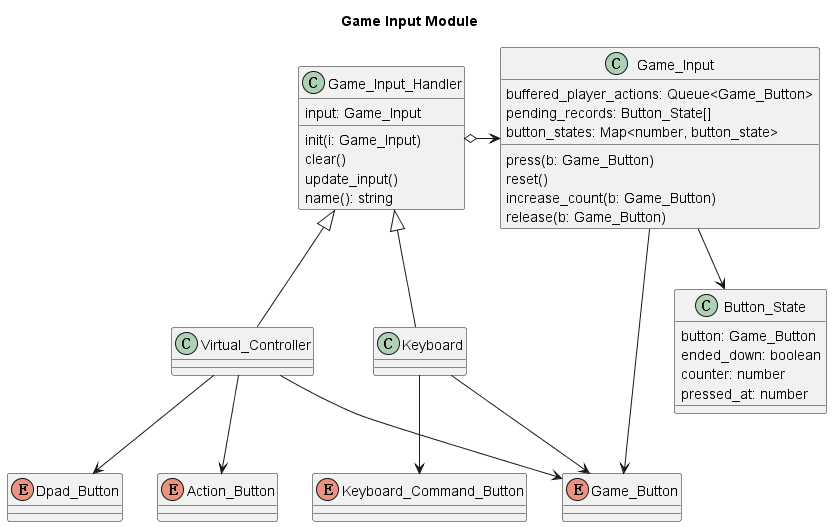 Game Input Module
C Game_Input_Handler
input: Game_Input
init(i: Game_Input)
clear()
update_input()
name(): string
C Game_Input
buffered_player_actions: Queue<Game_Button>
pending_records: Button_State[]
button_states: Map<number, button_state>
press(b: Game_Button)
reset()
increase_count(b: Game_Button)
release(b: Game_Button)
C Button_State
button: Game_Button
ended_down: boolean
counter: number
pressed_at: number
C Virtual_Controller
C Keyboard
E Dpad_Button
E Action_Button
E Keyboard_Command_Button
E Game_Button